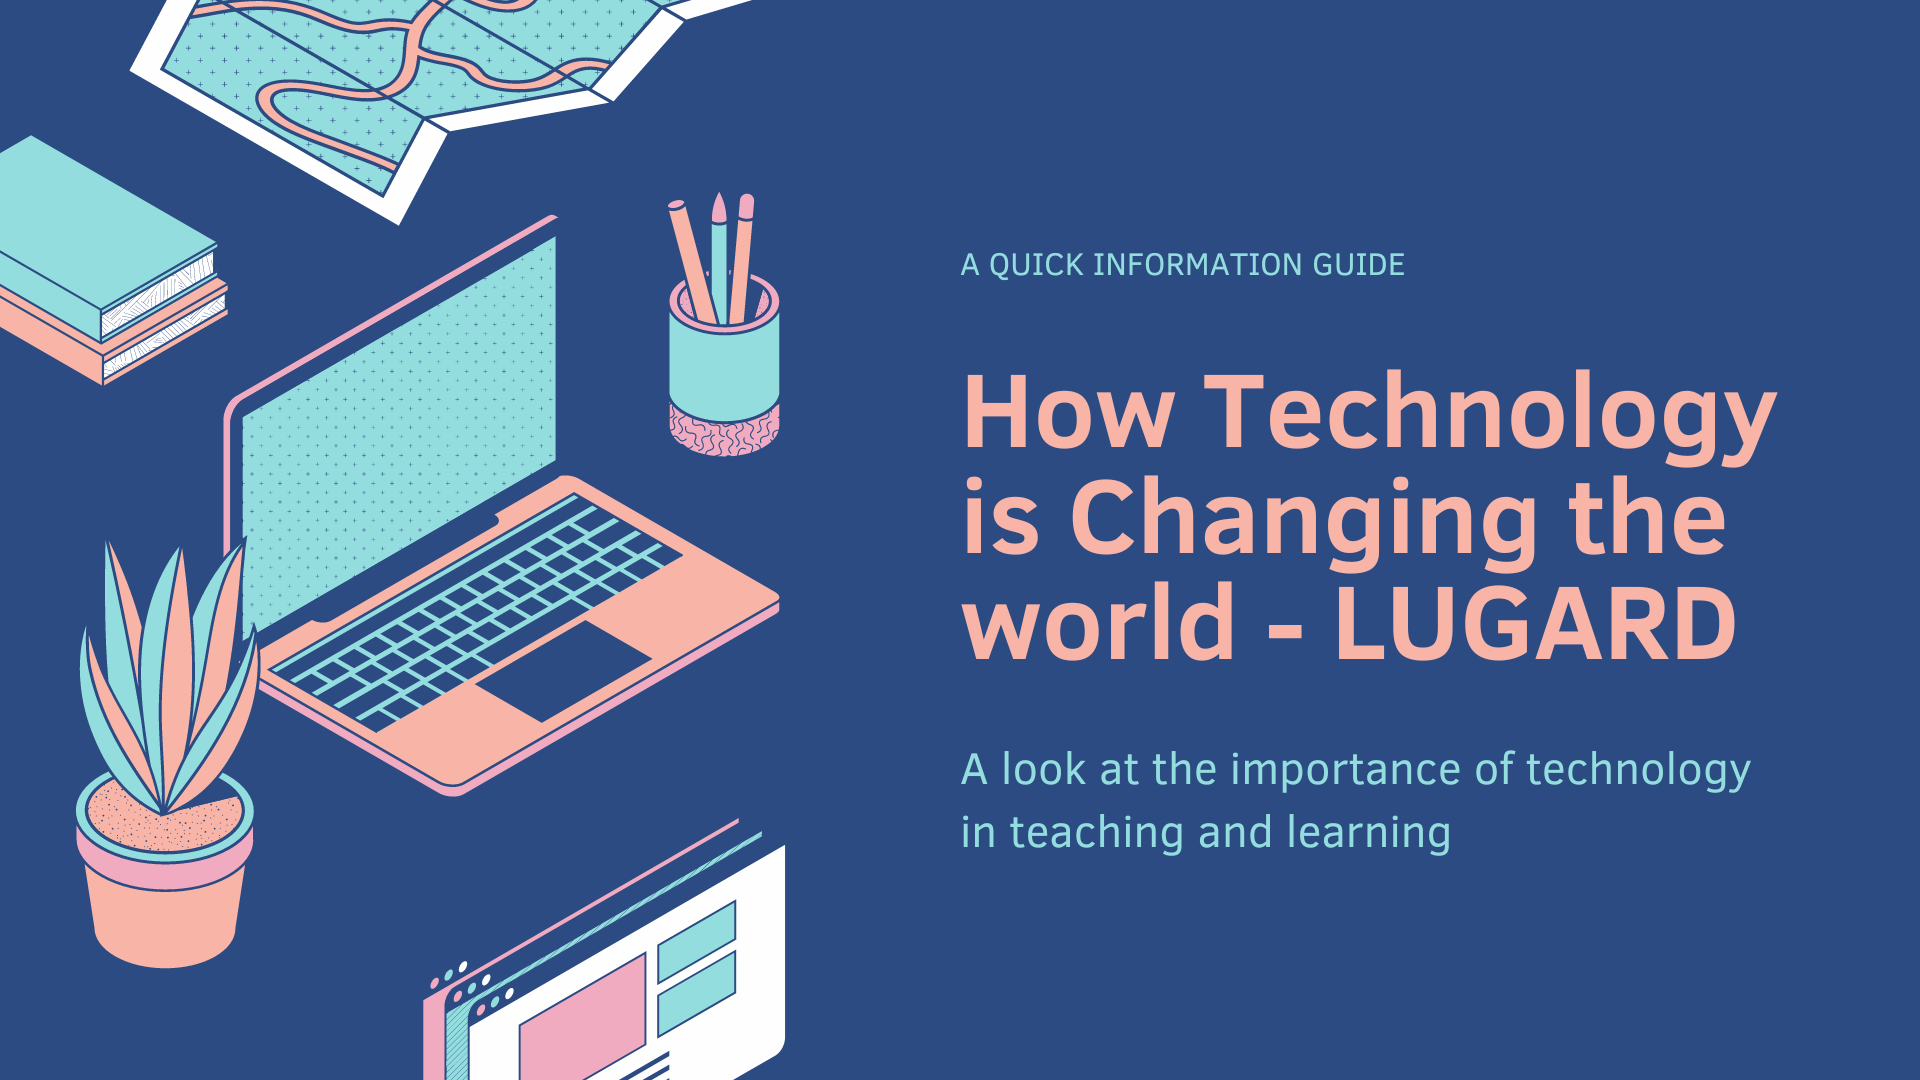 A QUICK INFORMATION GUIDE
How Technology
is Changing the
world - LUGARD
A look at the importance of technology
in teaching and learning